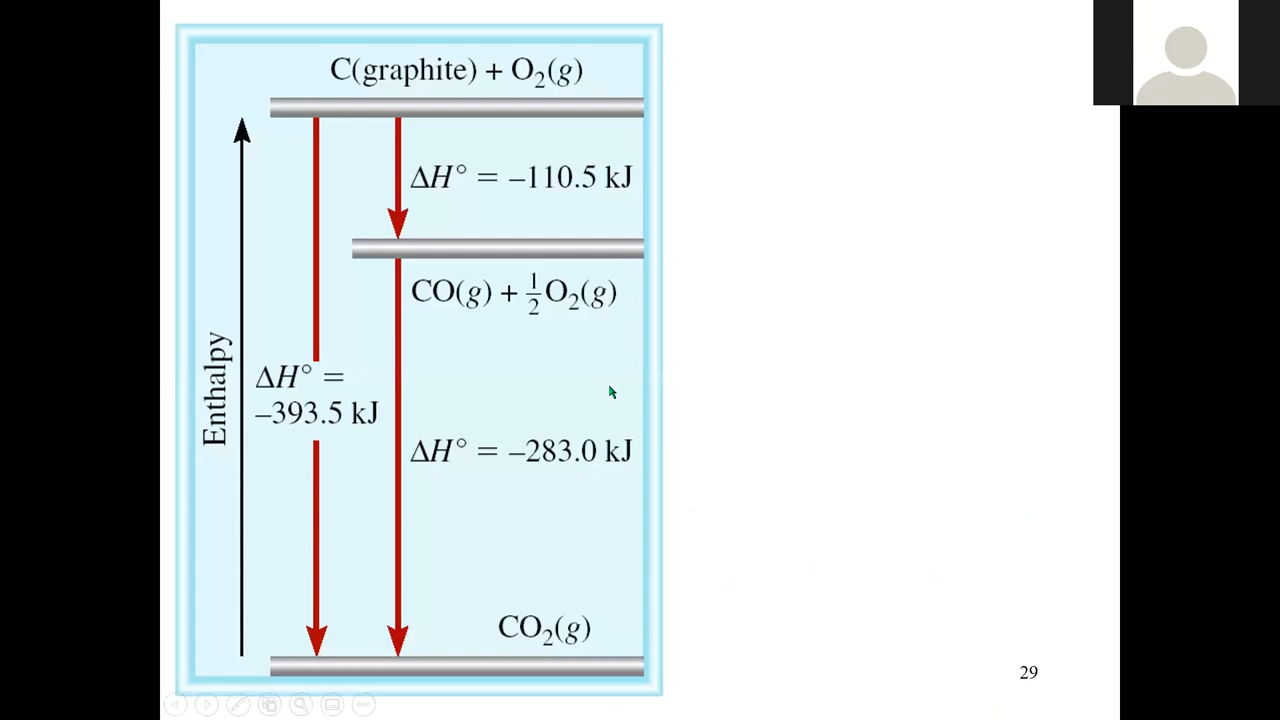 C(graphite) + O₂(g)
ΔH° = –110.5 kJ
CO(g) + ½O₂(g)
Enthalpy
ΔH° =
–393.5 kJ
ΔH° = –283.0 kJ
CO₂(g)
29